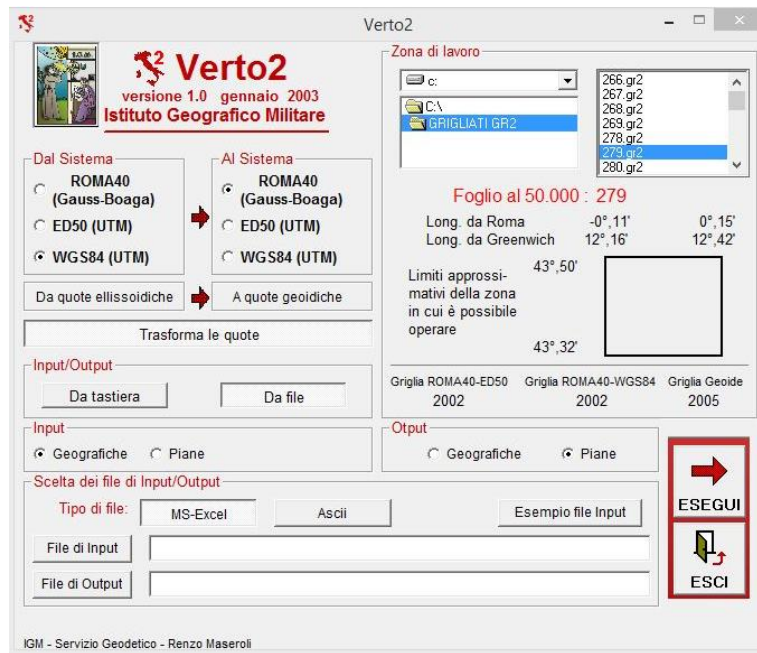 Verto2
Verto2
versione 1.0 gennaio 2003
Istituto Geografico Militare
Dal Sistema
ROMA40
(Gauss-Boaga)
ED50 (UTM)
WGS84 (UTM)
Al Sistema
ROMA40
(Gauss-Boaga)
ED50 (UTM)
WGS84 (UTM)
Da quote ellissoidiche
A quote geoidiche
Trasforma le quote
Input/Output
Da tastiera
Da file
Zona di lavoro
c:
C:\
GRIGLIATI GR2
266.gr2
267.gr2
268.gr2
269.gr2
278.gr2
279.gr2
280.gr2
Foglio al 50.000 : 279
Long. da Roma -0°,11' 0°,15'
Long. da Greenwich 12°,16' 12°,42'
Limiti approssi-
mativi della zona
in cui è possibile
operare
43°,50'
43°,32'
Griglia ROMA40-ED50 Griglia ROMA40-WGS84 Griglia Geoide
2002 2002 2005
Input
Geografiche Piane
Otput
Geografiche Piane
Scelta dei file di Input/Output
Tipo di file: MS-Excel Ascii Esempio file Input
File di Input
File di Output
ESEGUI
ESCI
IGM - Servizio Geodetico - Renzo Maseroli